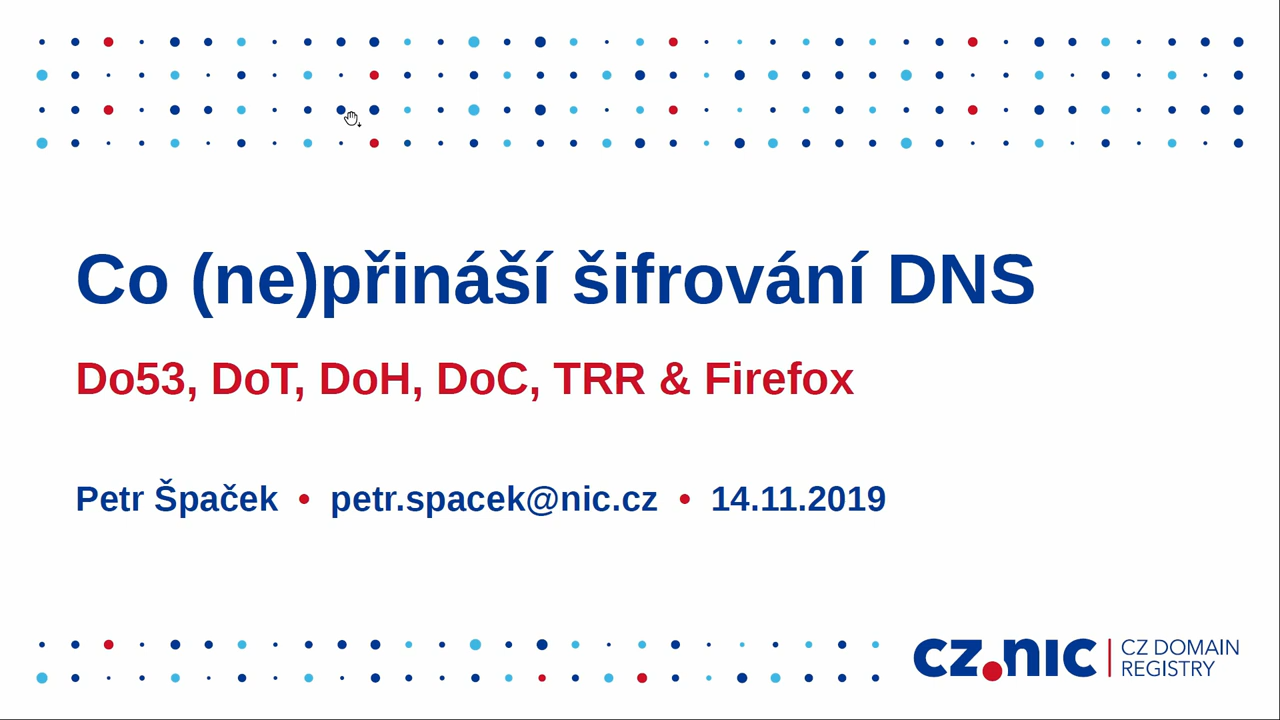 Co (ne)přináší šifrování DNS
Do53, DoT, DoH, DoC, TRR & Firefox
Petr Špaček • petr.spacek@nic.cz • 14.11.2019
cz.nic | CZ DOMAIN
REGISTRY